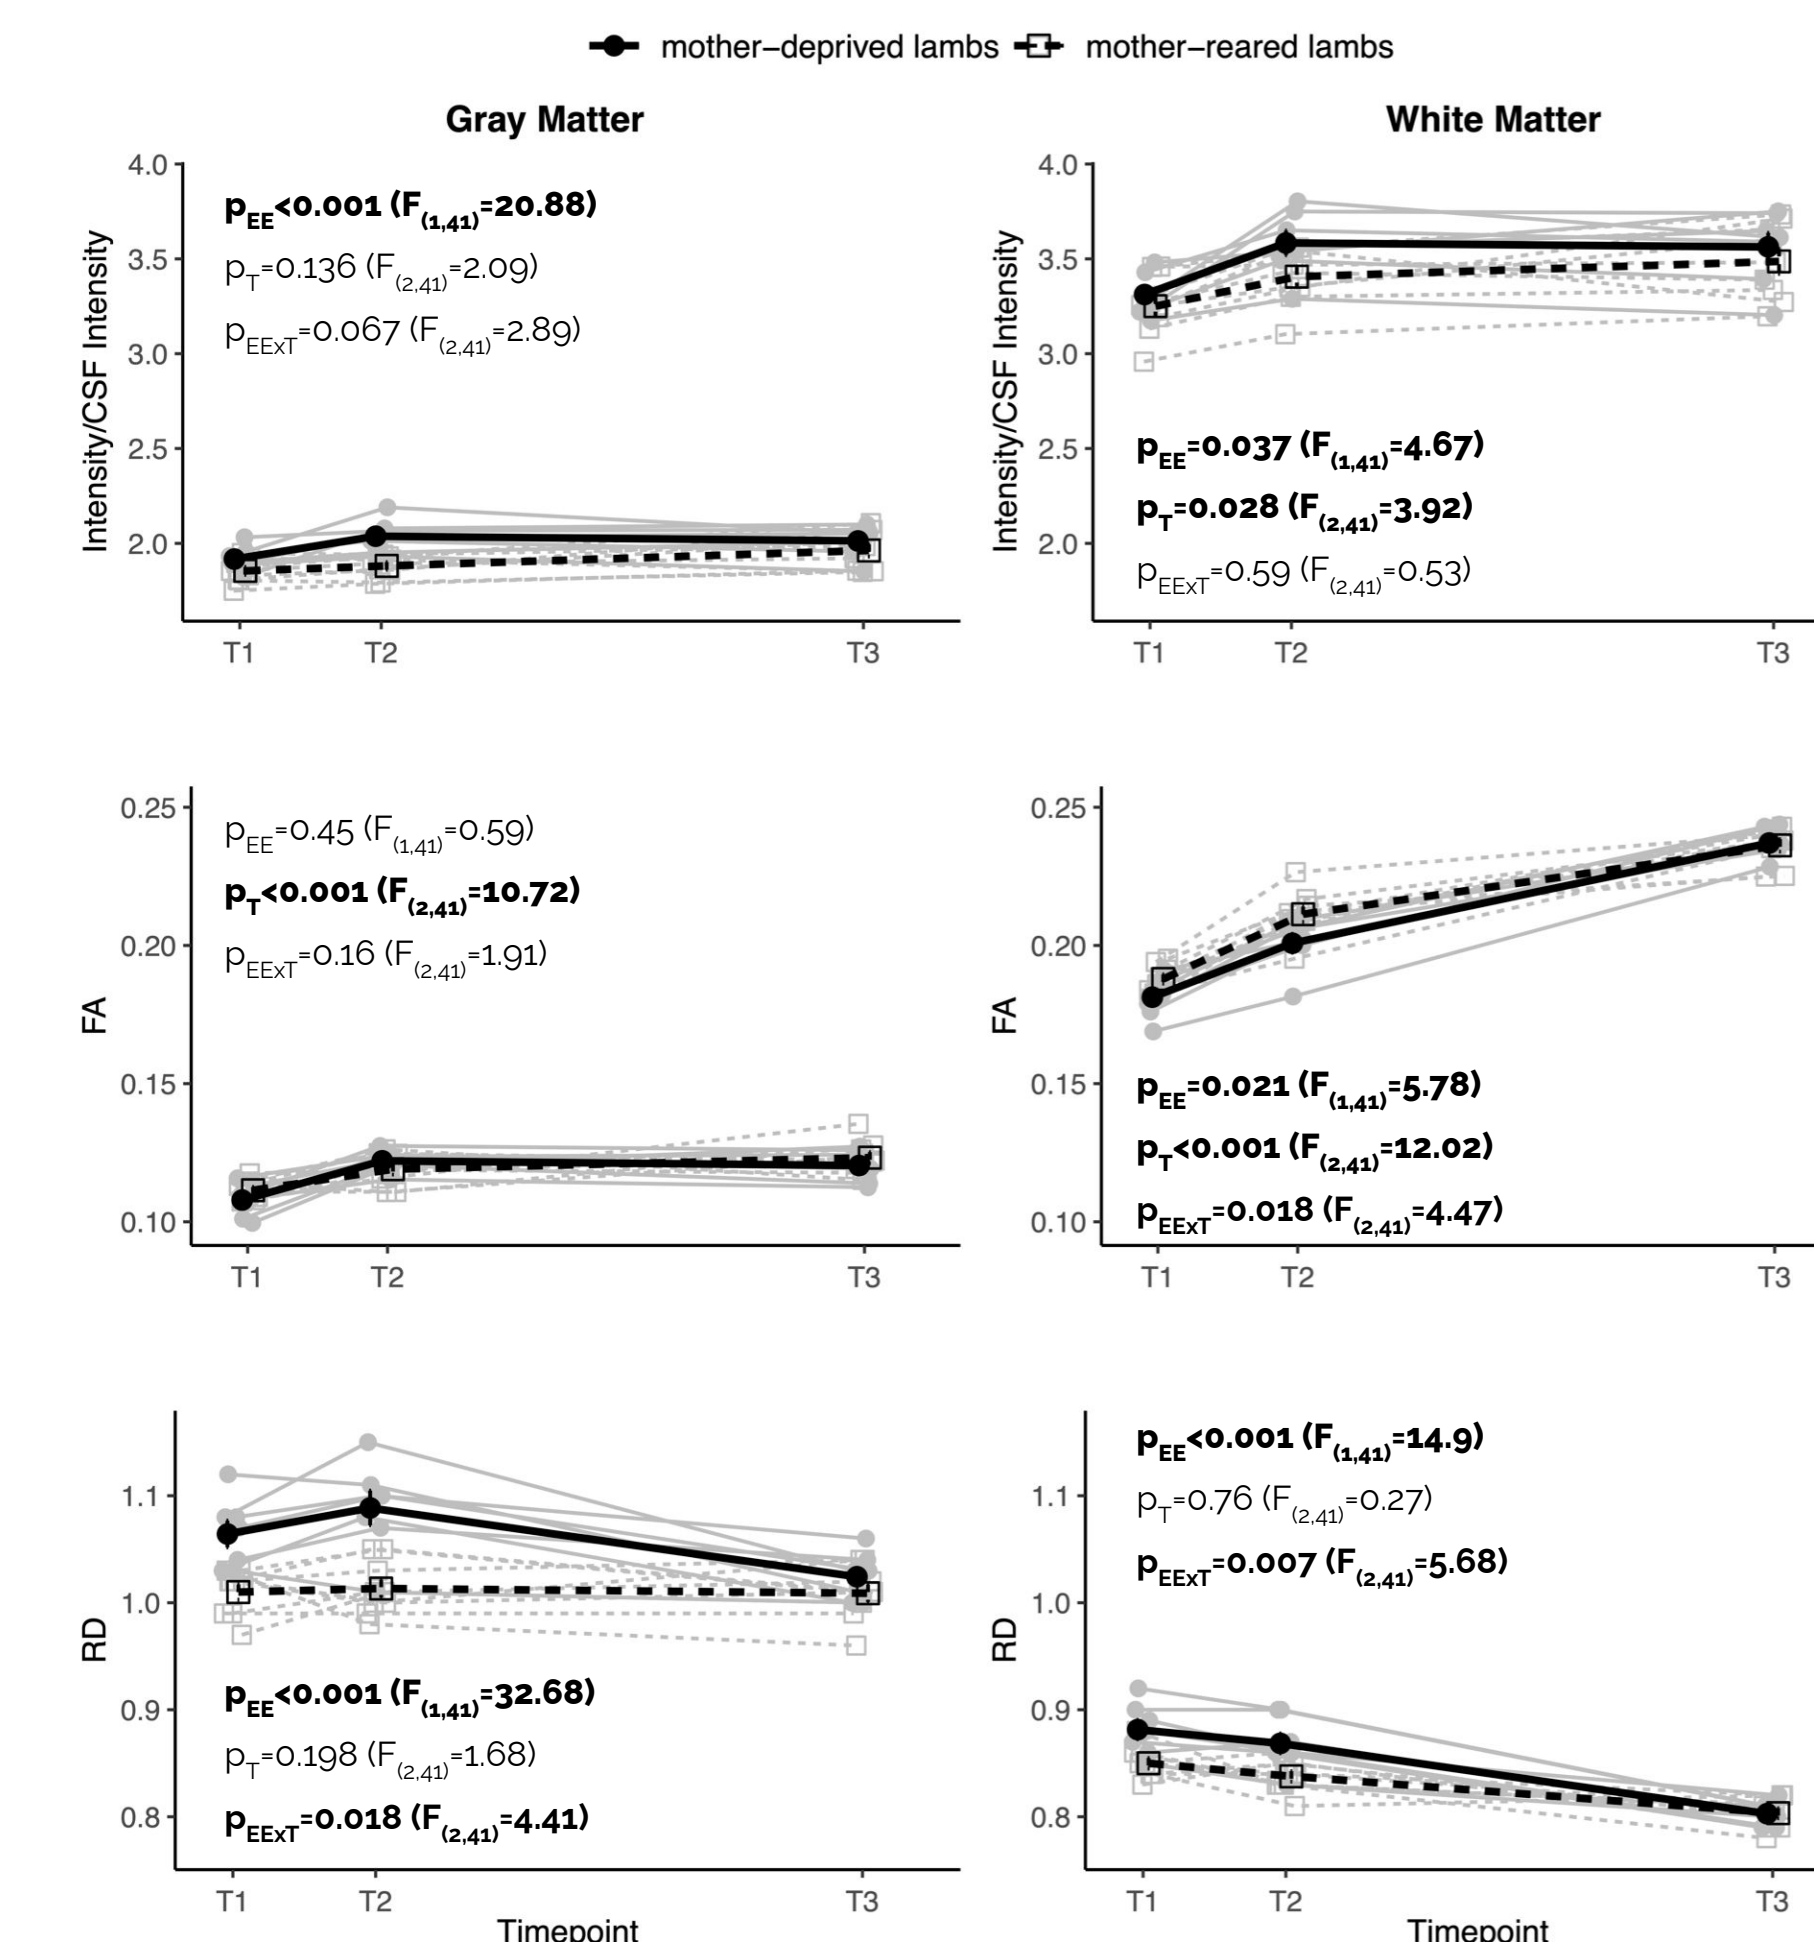 mother-deprived lambs mother-reared lambs
Gray Matter
4.0
3.5
3.0
2.5
2.0
Intensity/CSF Intensity
pEE<0.001 (F(1,41)=20.88)
pT=0.136 (F(2,41)=2.09)
pEExT=0.067 (F(2,41)=2.89)
T1 T2 T3
White Matter
4.0
3.5
3.0
2.5
2.0
Intensity/CSF Intensity
pEE=0.037 (F(1,41)=4.67)
pT=0.028 (F(2,41)=3.92)
pEExT=0.59 (F(2,41)=0.53)
T1 T2 T3
0.25
0.20
0.15
0.10
FA
pEE=0.45 (F(1,41)=0.59)
pT<0.001 (F(2,41)=10.72)
pEExT=0.16 (F(2,41)=1.91)
T1 T2 T3
0.25
0.20
0.15
0.10
FA
pEE=0.021 (F(1,41)=5.78)
pT<0.001 (F(2,41)=12.02)
pEExT=0.018 (F(2,41)=4.47)
T1 T2 T3
1.1
1.0
0.9
0.8
RD
pEE<0.001 (F(1,41)=32.68)
pT=0.198 (F(2,41)=1.68)
pEExT=0.018 (F(2,41)=4.41)
T1 T2 T3
Timepoint
1.1
1.0
0.9
0.8
RD
pEE<0.001 (F(1,41)=14.9)
pT=0.76 (F(2,41)=0.27)
pEExT=0.007 (F(2,41)=5.68)
T1 T2 T3
Timepoint